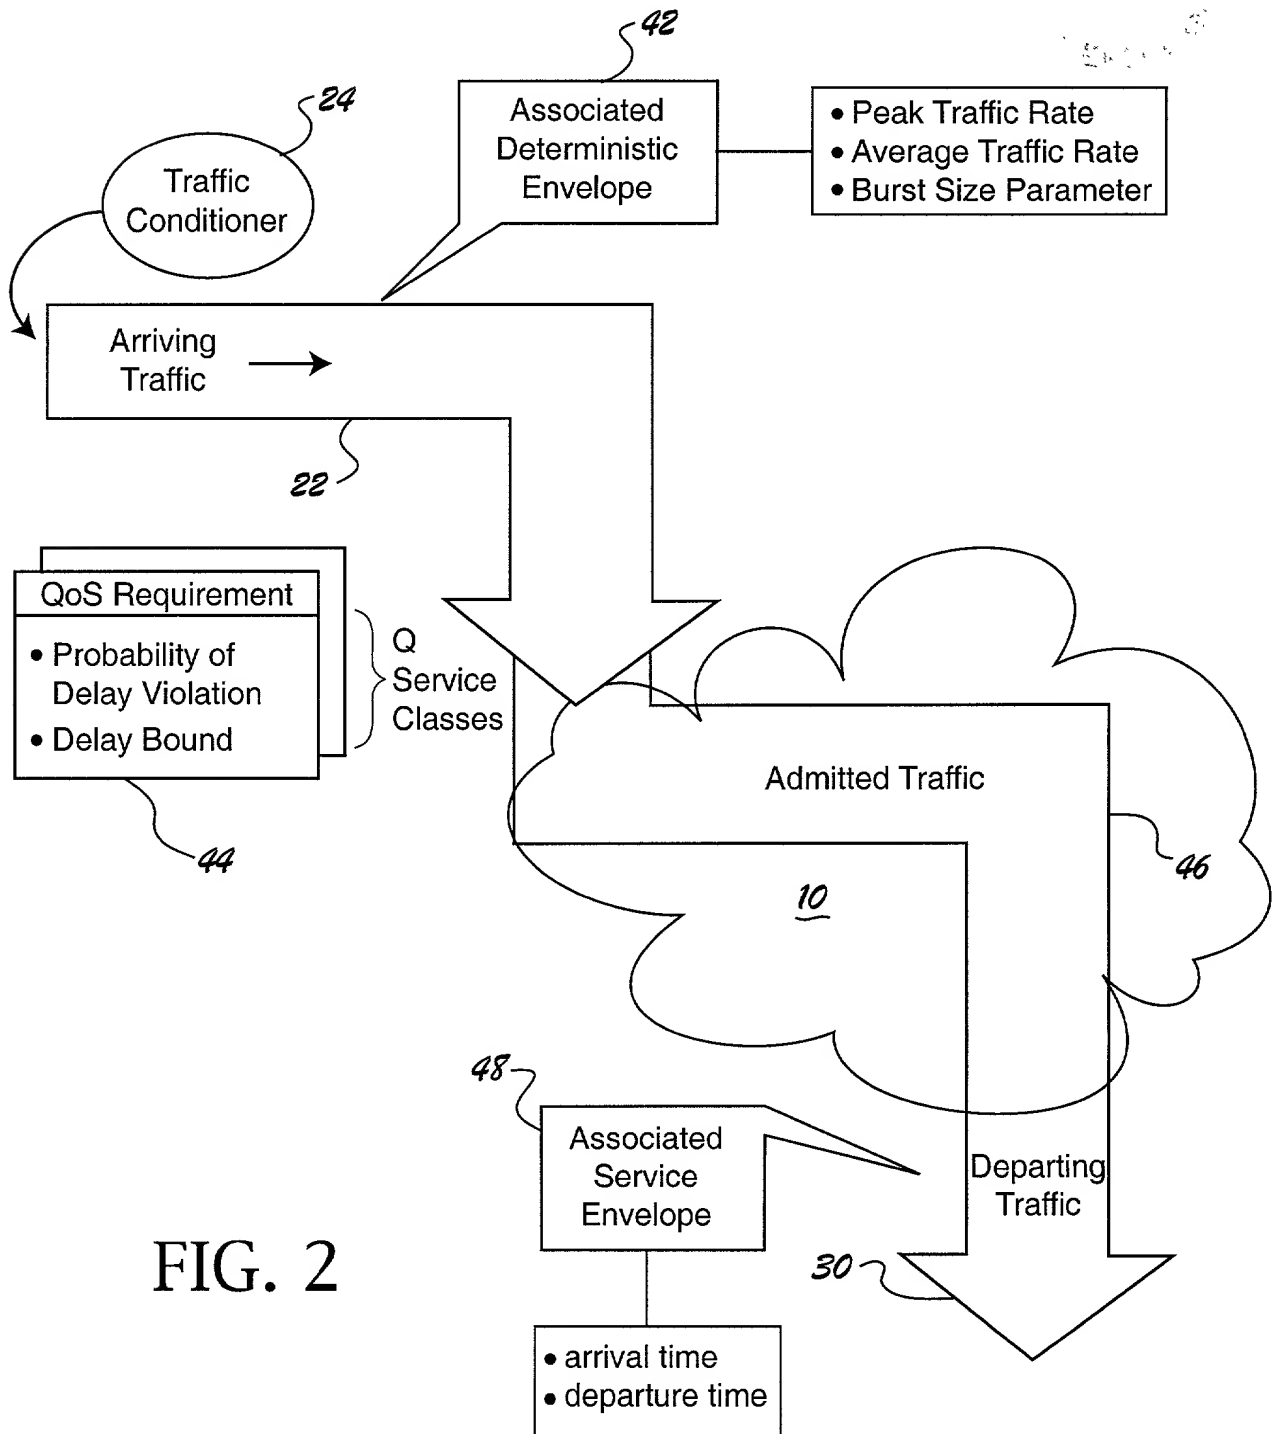 42
24
Associated
Deterministic
Envelope
• Peak Traffic Rate
• Average Traffic Rate
• Burst Size Parameter
Traffic
Conditioner
Arriving
Traffic
22
QoS Requirement
• Probability of
Delay Violation
• Delay Bound
Q
Service
Classes
44
Admitted Traffic
46
10
48
Associated
Service
Envelope
Departing
Traffic
30
FIG. 2
• arrival time
• departure time